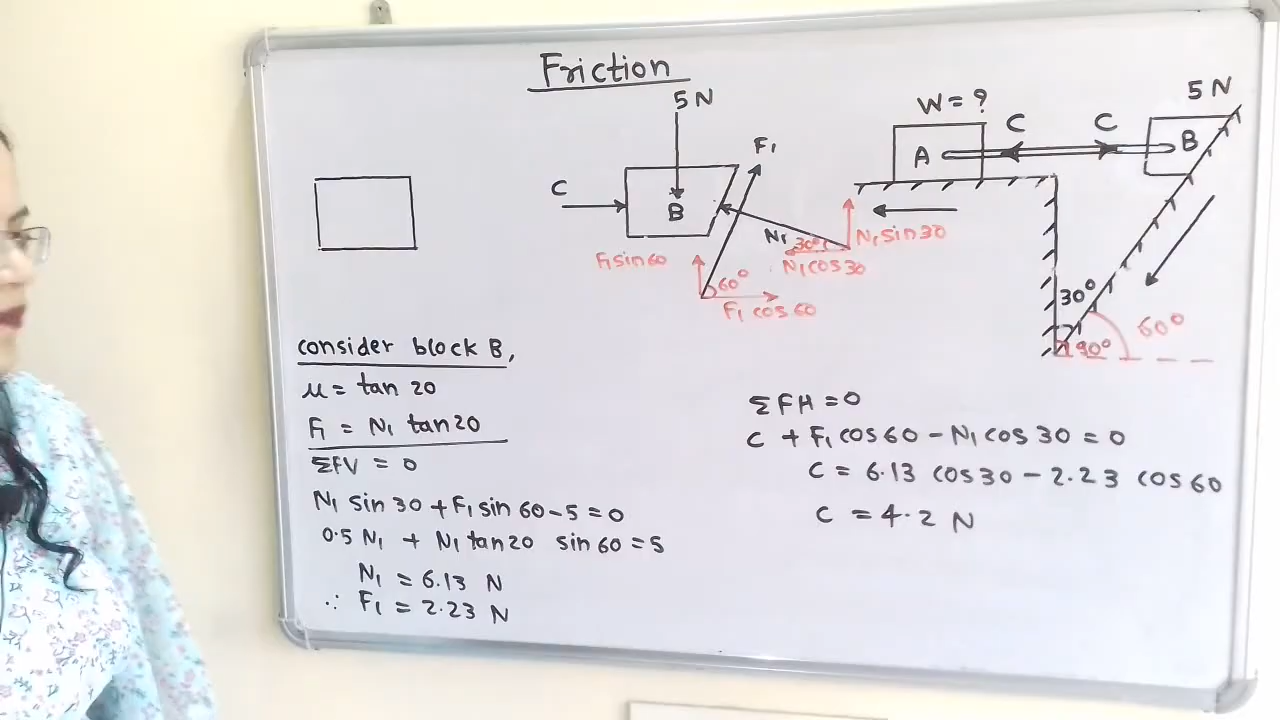 Friction
5 N
C
B
F₁
N₁
30°
N₁ sin 30
N₁ cos 30
F₁ sin 60
60°
F₁ cos 60
W = ?
5 N
A
C
C
B
30°
90°
60°
consider block B,
μ = tan 20
F₁ = N₁ tan 20
ΣFV = 0
N₁ sin 30 + F₁ sin 60 - 5 = 0
0.5 N₁ + N₁ tan 20 sin 60 = 5
N₁ = 6.13 N
∴ F₁ = 2.23 N
ΣFH = 0
C + F₁ cos 60 - N₁ cos 30 = 0
C = 6.13 cos 30 - 2.23 cos 60
C = 4.2 N